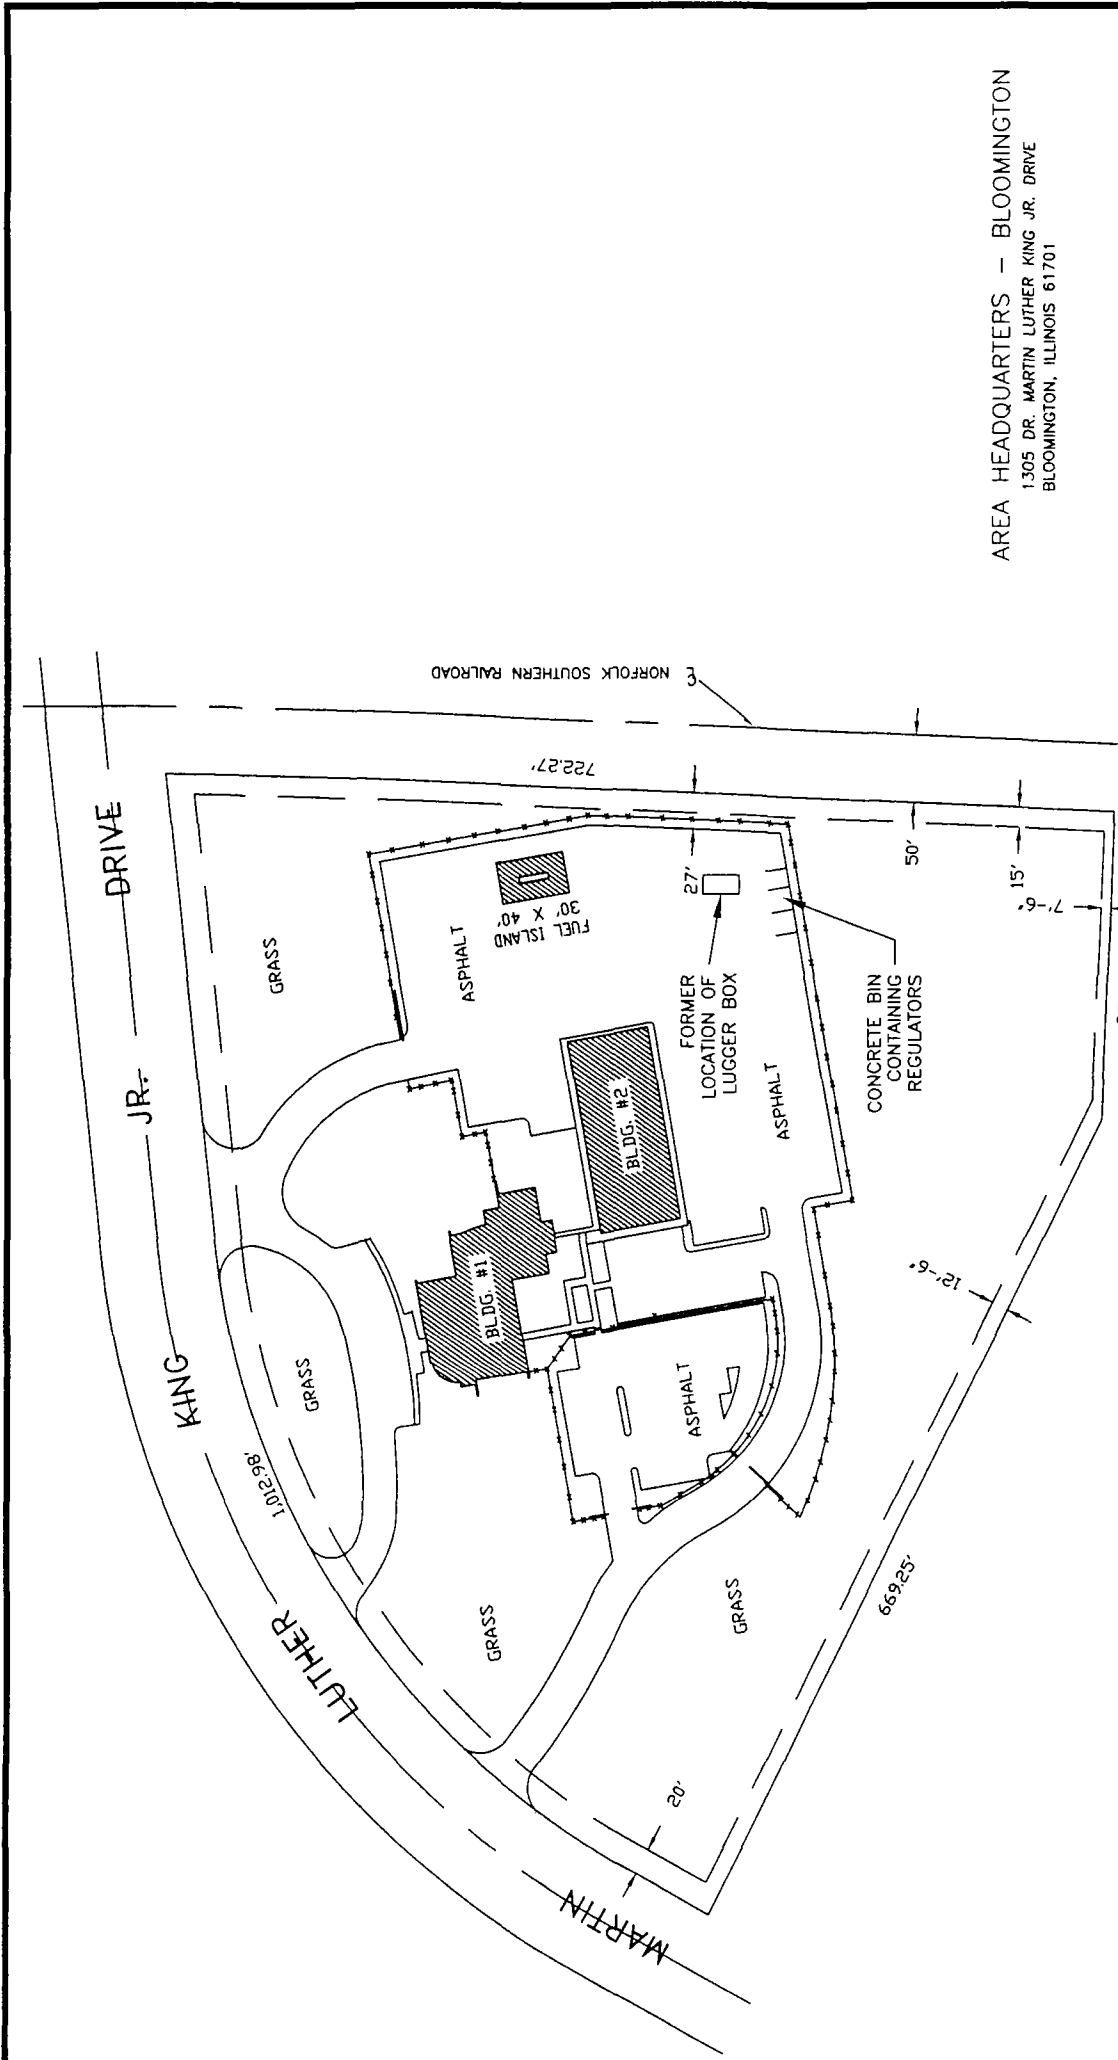 MARTIN LUTHER KING JR. DRIVE
1,012.98'
20'
GRASS
GRASS
GRASS
GRASS
ASPHALT
ASPHALT
ASPHALT
BLDG. #1
BLDG. #2
FUEL ISLAND
30' X 40'
27'
FORMER
LOCATION OF
LUGGER BOX
CONCRETE BIN
CONTAINING
REGULATORS
722.27'
NORFOLK SOUTHERN RAILROAD
50'
15'
7'-6"
12'-6"
669.25'
AREA HEADQUARTERS – BLOOMINGTON
1305 DR. MARTIN LUTHER KING JR. DRIVE
BLOOMINGTON, ILLINOIS 61701